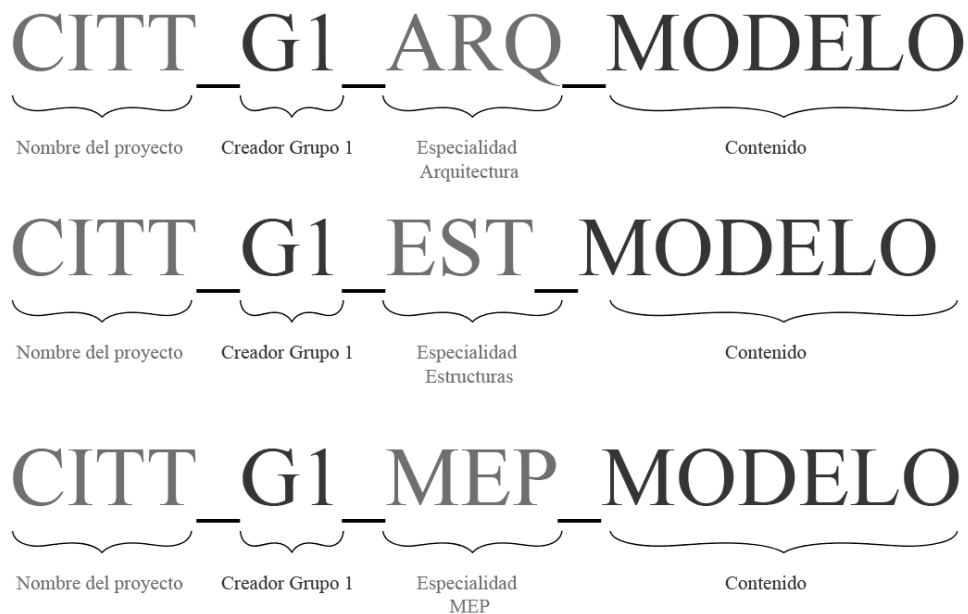 CITT_G1_ARQ_MODELO
Nombre del proyecto Creador Grupo 1 Especialidad Contenido
Arquitectura
CITT_G1_EST_MODELO
Nombre del proyecto Creador Grupo 1 Especialidad Contenido
Estructuras
CITT_G1_MEP_MODELO
Nombre del proyecto Creador Grupo 1 Especialidad Contenido
MEP